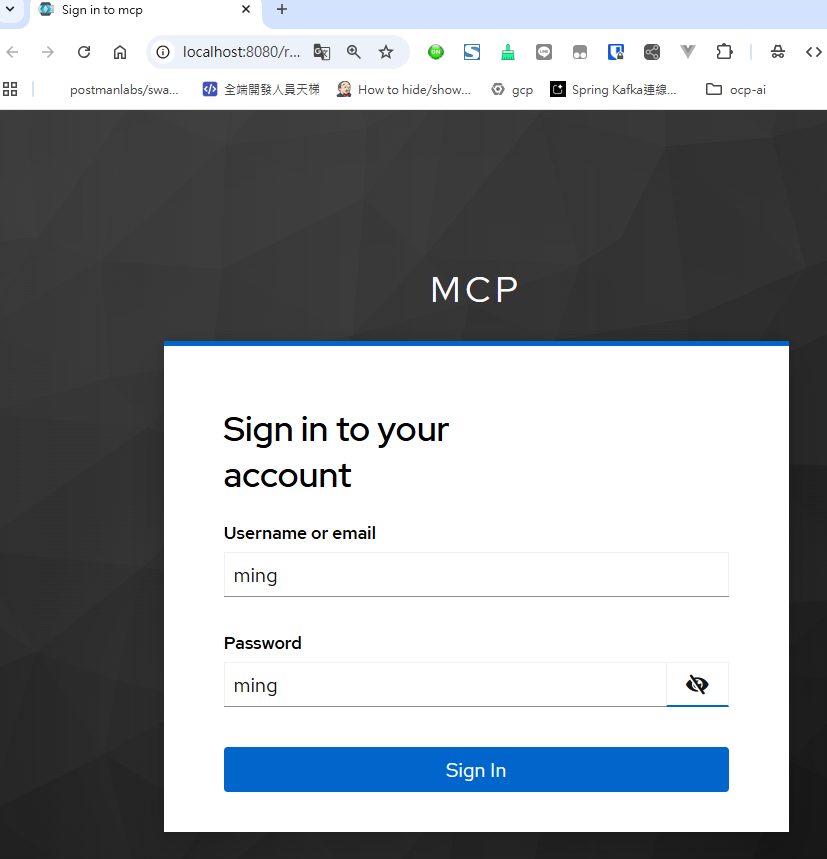 Sign in to mcp
localhost:8080/r...
postmanlabs/swa...
全端開發人員天梯
How to hide/show...
gcp
Spring Kafka連線...
ocp-ai
MCP
Sign in to your
account
Username or email
ming
Password
ming
Sign In